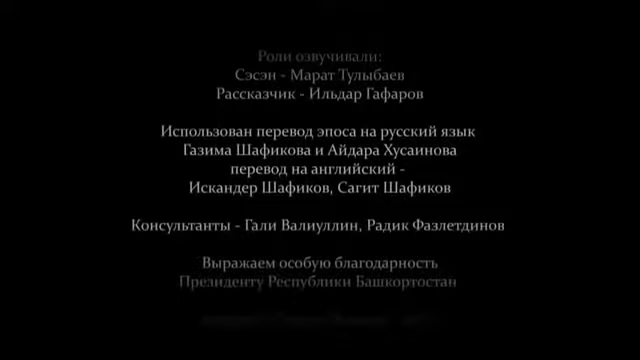 Роли озвучивали:
Сэсэн - Марат Тулыбаев
Рассказчик - Ильдар Гафаров
Использован перевод эпоса на русский язык
Газима Шафикова и Айдара Хусаинова
перевод на английский -
Искандер Шафиков, Сагит Шафиков
Консультанты - Гали Валиуллин, Радик Фазлетдинов
Выражаем особую благодарность
Президенту Республики Башкортостан